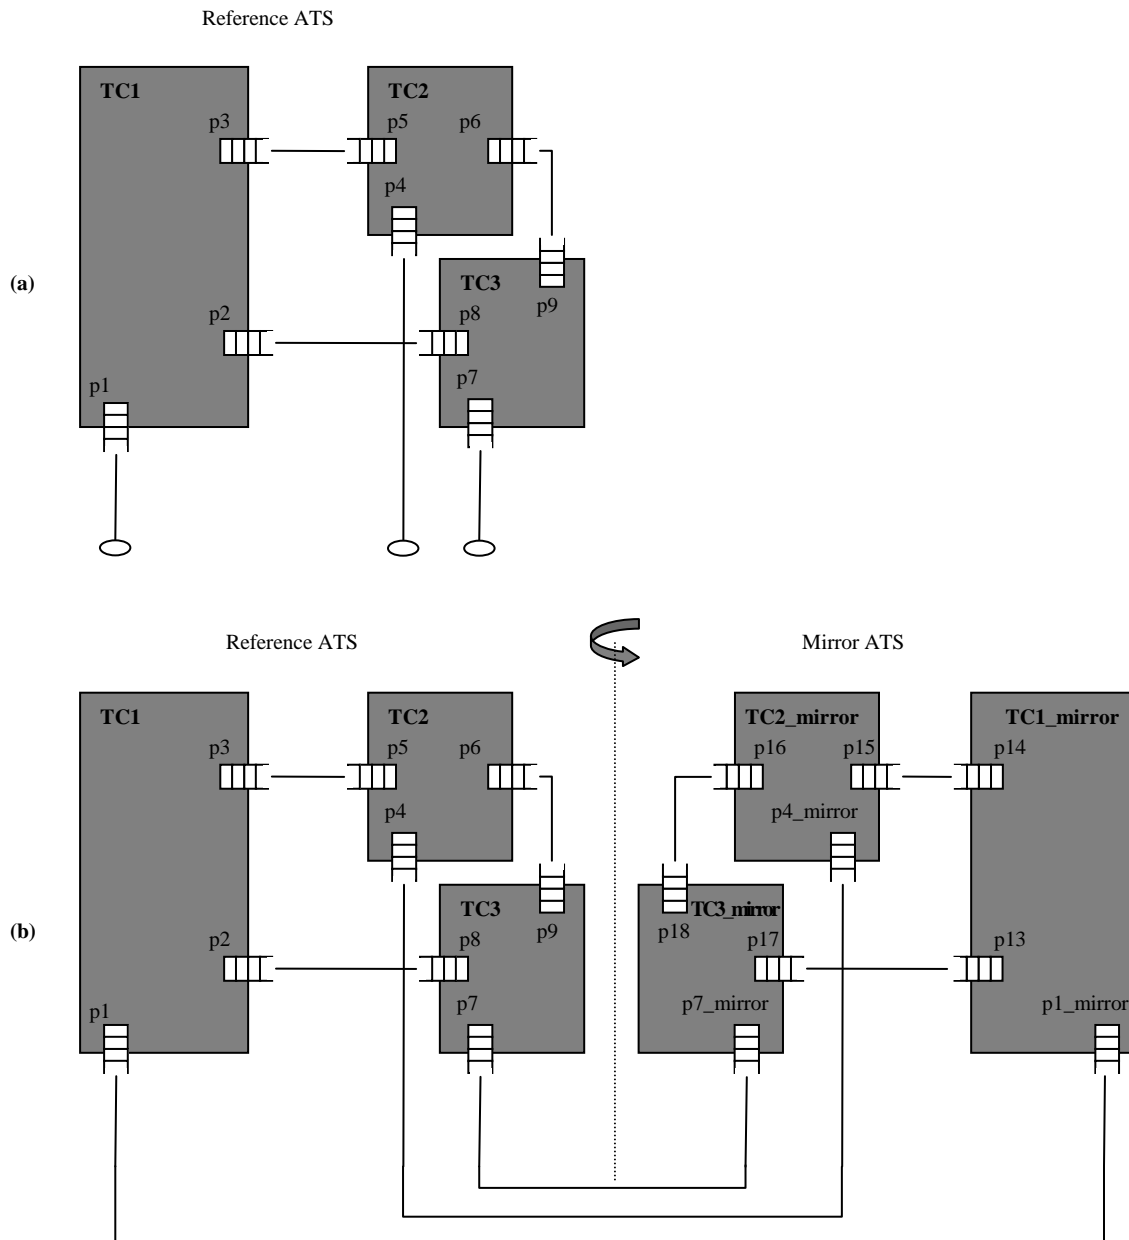 Reference ATS
TC1
TC2
p3
p5
p6
p4
(a)
TC3
p9
p2
p8
p1
p7
Reference ATS
Mirror ATS
TC1
TC2
TC2_mirror
TC1_mirror
p3
p5
p6
p16
p15
p14
p4
p4_mirror
(b)
TC3
TC3_mirror
p9
p18
p2
p8
p17
p13
p1
p7
p7_mirror
p1_mirror